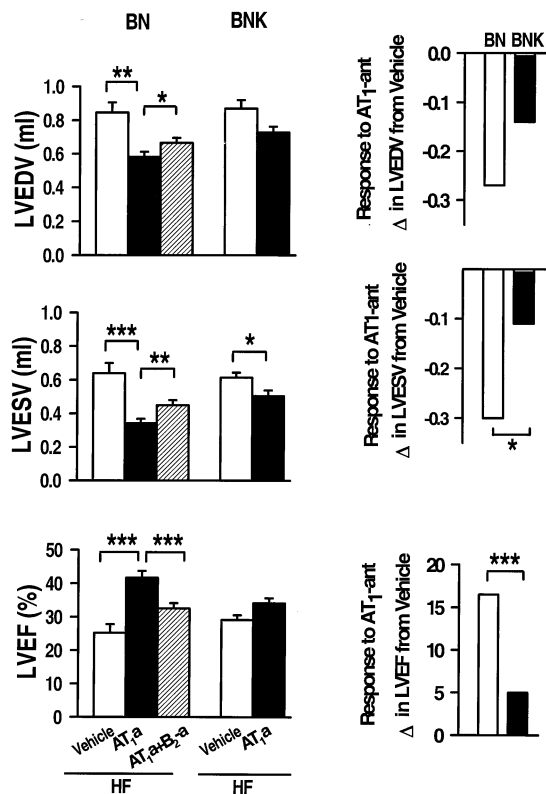 BN
BNK
LVEDV (ml)
1.0
0.8
0.6
0.4
0.2
0.0
**
*
Response to AT1-ant
Δ in LVEDV from Vehicle
BN BNK
0.0
-0.1
-0.2
-0.3
LVESV (ml)
1.0
0.8
0.6
0.4
0.2
0.0
***
**
*
Response to AT1-ant
Δ in LVESV from Vehicle
-0.1
-0.2
-0.3
*
LVEF (%)
50
40
30
20
10
0
***
***
Vehicle
AT1a
AT1a+B2-a
HF
Vehicle
AT1a
HF
Response to AT1-ant
Δ in LVEF from Vehicle
20
15
10
5
0
***